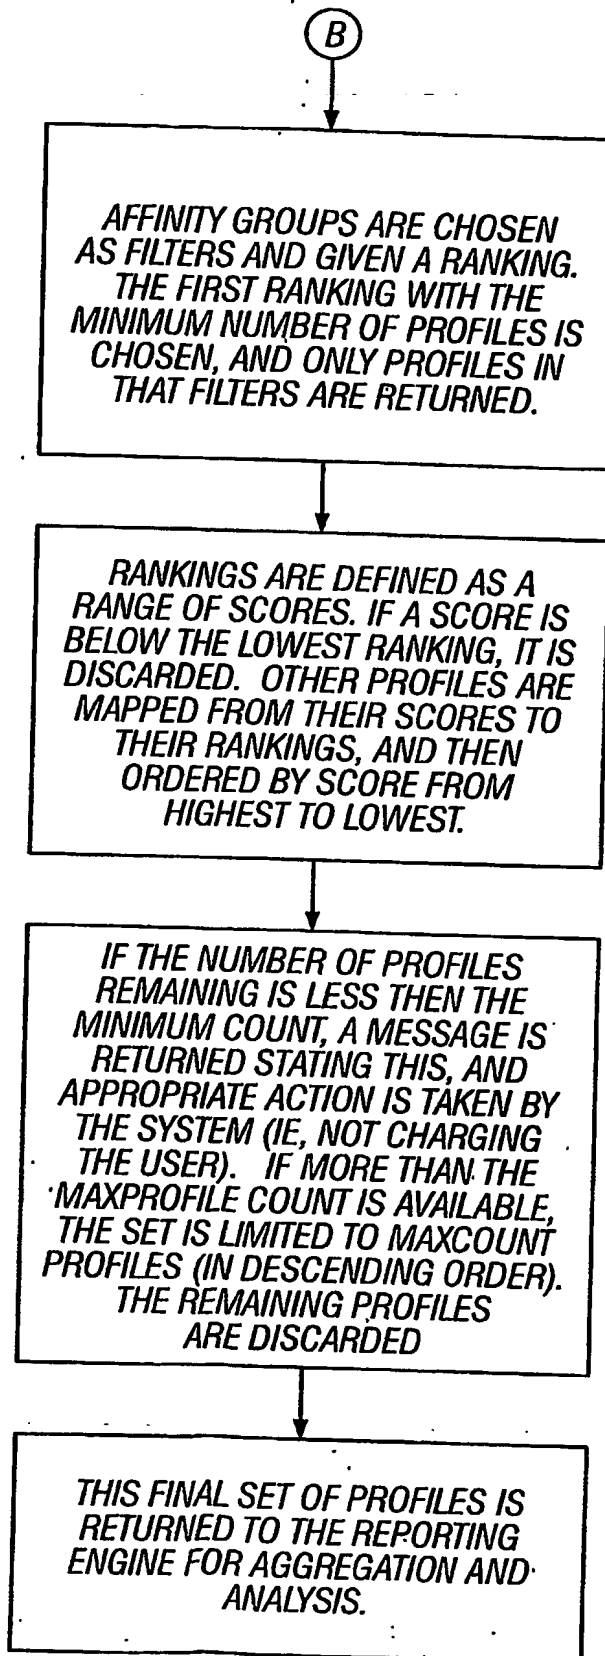 B
AFFINITY GROUPS ARE CHOSEN
AS FILTERS AND GIVEN A RANKING.
THE FIRST RANKING WITH THE
MINIMUM NUMBER OF PROFILES IS
CHOSEN, AND ONLY PROFILES IN
THAT FILTERS ARE RETURNED.
RANKINGS ARE DEFINED AS A
RANGE OF SCORES. IF A SCORE IS
BELOW THE LOWEST RANKING, IT IS
DISCARDED. OTHER PROFILES ARE
MAPPED FROM THEIR SCORES TO
THEIR RANKINGS, AND THEN
ORDERED BY SCORE FROM
HIGHEST TO LOWEST.
IF THE NUMBER OF PROFILES
REMAINING IS LESS THEN THE
MINIMUM COUNT, A MESSAGE IS
RETURNED STATING THIS, AND
APPROPRIATE ACTION IS TAKEN BY
THE SYSTEM (IE, NOT CHARGING
THE USER). IF MORE THAN THE
MAXPROFILE COUNT IS AVAILABLE,
THE SET IS LIMITED TO MAXCOUNT
PROFILES (IN DESCENDING ORDER).
THE REMAINING PROFILES
ARE DISCARDED
THIS FINAL SET OF PROFILES IS
RETURNED TO THE REPORTING
ENGINE FOR AGGREGATION AND
ANALYSIS.